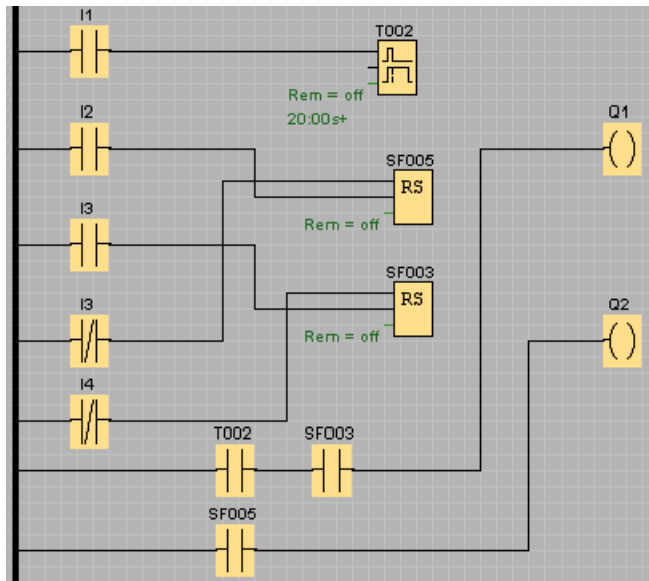 I1
T002
Rem = off
20:00s+
I2
Q1
SF005
RS
Rem = off
I3
SF003
RS
Rem = off
I3
Q2
I4
T002
SF003
SF005